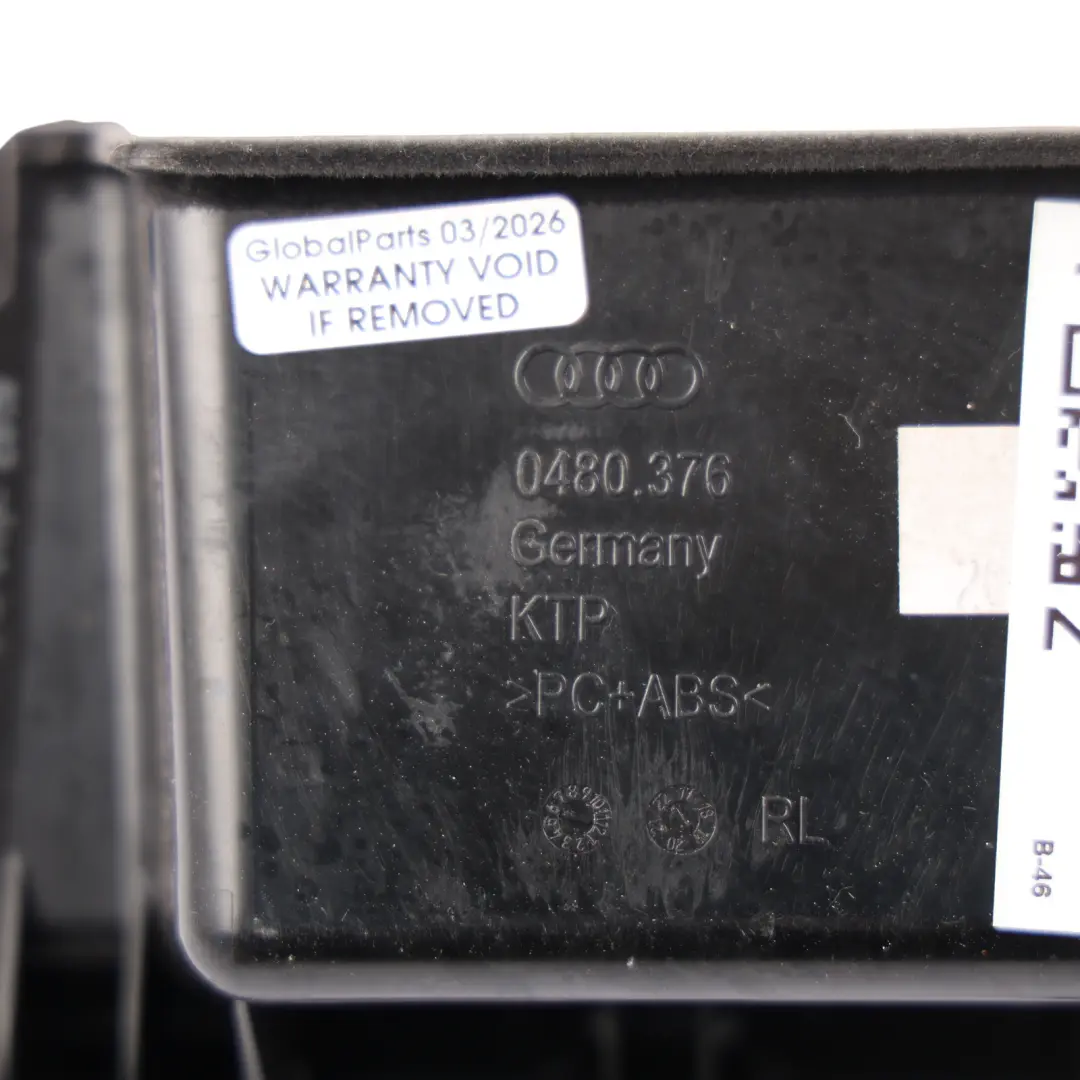 GlobalParts 03/2026
WARRANTY VOID
IF REMOVED
0480.376
Germany
KTP
>PC+ABS<
RL
B-46